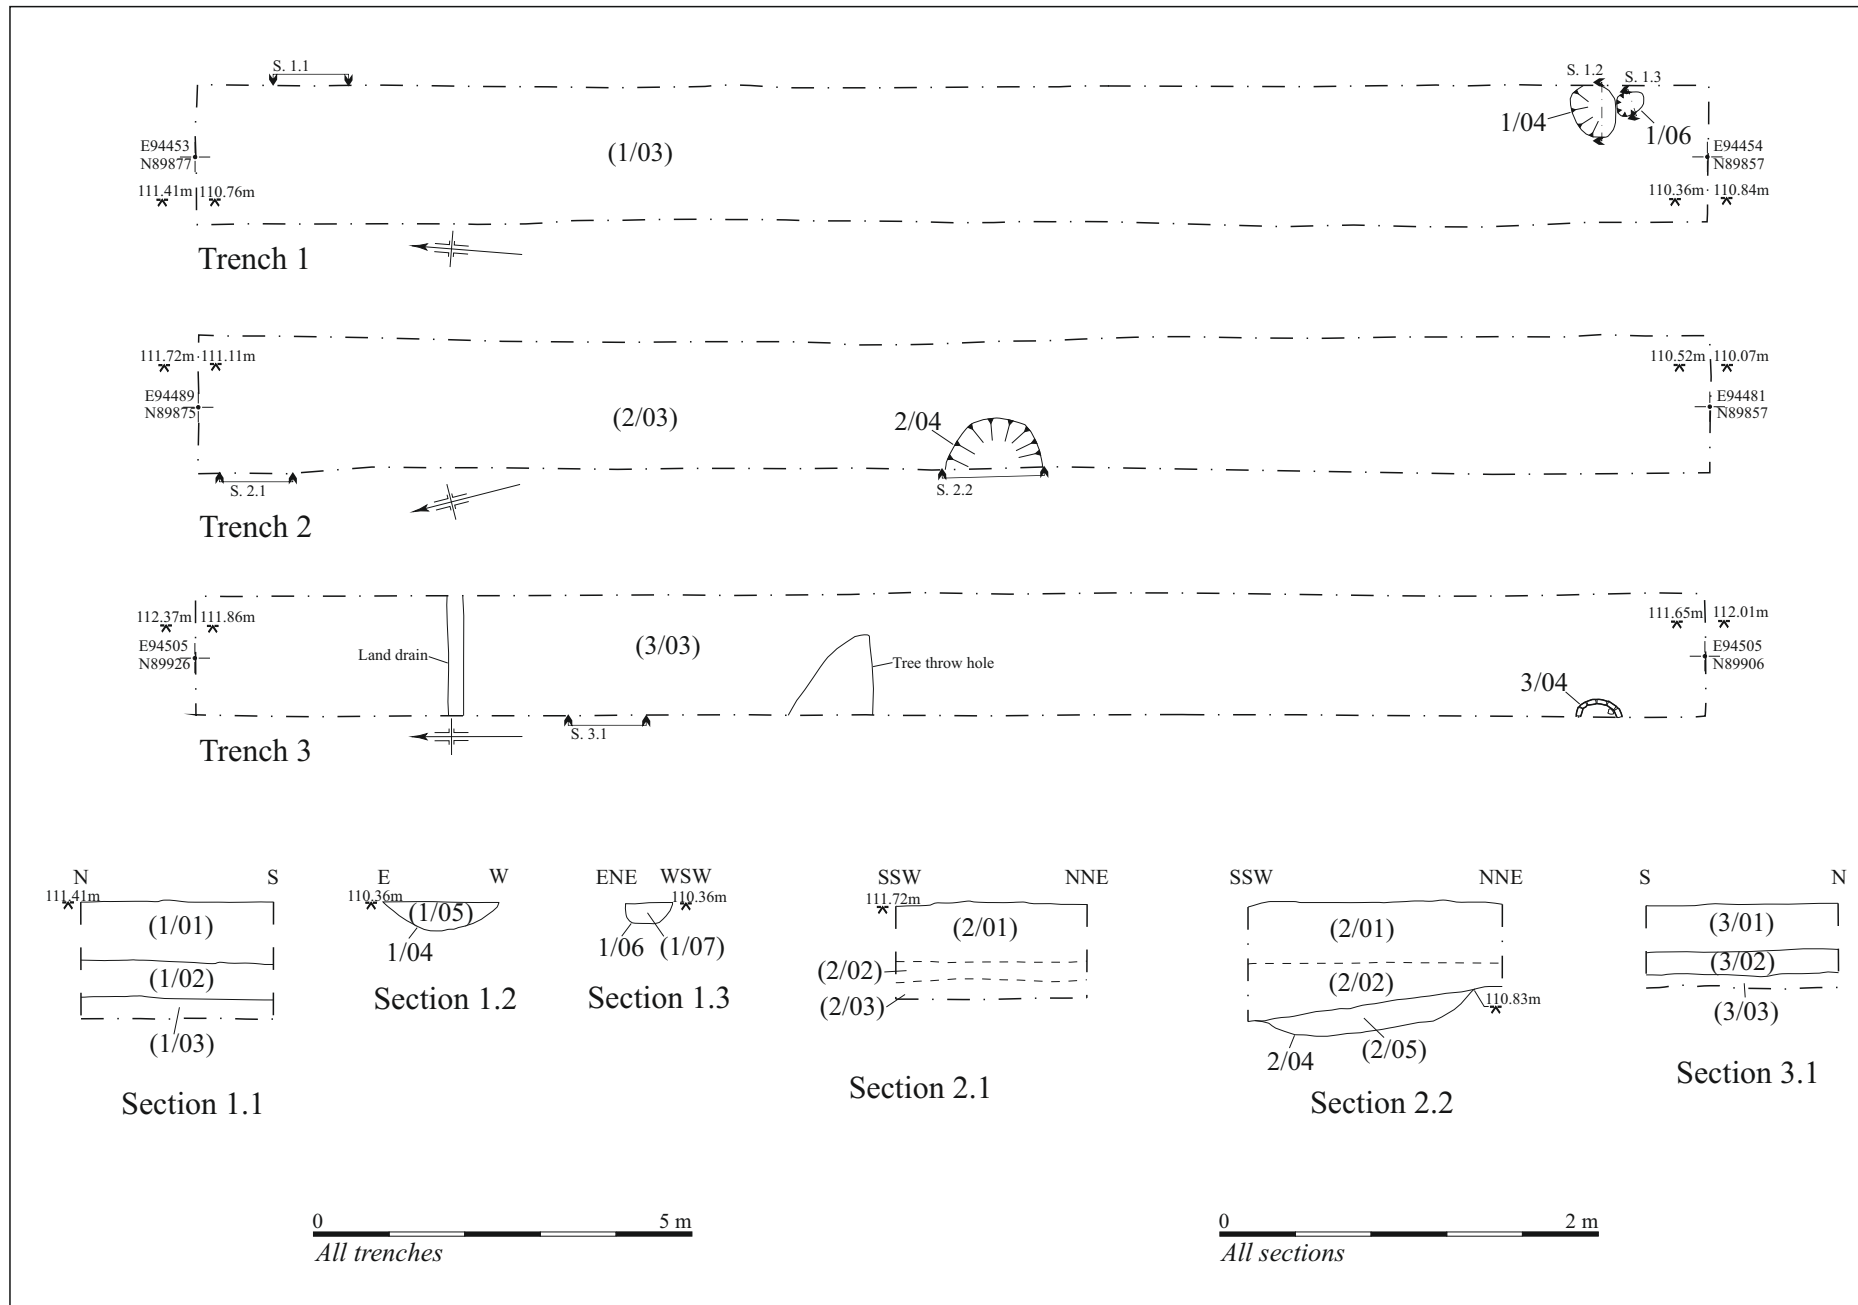 S. 1.1
S. 1.2
S. 1.3
1/04
1/06
(1/03)
E94453
N89877
E94454
N89857
111.41m
110.76m
110.36m
110.84m
Trench 1
111.72m
111.11m
110.52m
110.07m
E94489
N89875
E94481
N89857
(2/03)
2/04
S. 2.1
S. 2.2
Trench 2
112.37m
111.86m
111.65m
112.01m
E94505
N89926
E94505
N89906
Land drain
(3/03)
Tree throw hole
3/04
S. 3.1
Trench 3
N
S
111.41m
(1/01)
(1/02)
(1/03)
Section 1.1
E
W
110.36m
(1/05)
1/04
Section 1.2
ENE
WSW
110.36m
1/06
(1/07)
Section 1.3
SSW
NNE
111.72m
(2/01)
(2/02)
(2/03)
Section 2.1
SSW
NNE
(2/01)
(2/02)
110.83m
2/04
(2/05)
Section 2.2
S
N
(3/01)
(3/02)
(3/03)
Section 3.1
0
5 m
All trenches
0
2 m
All sections